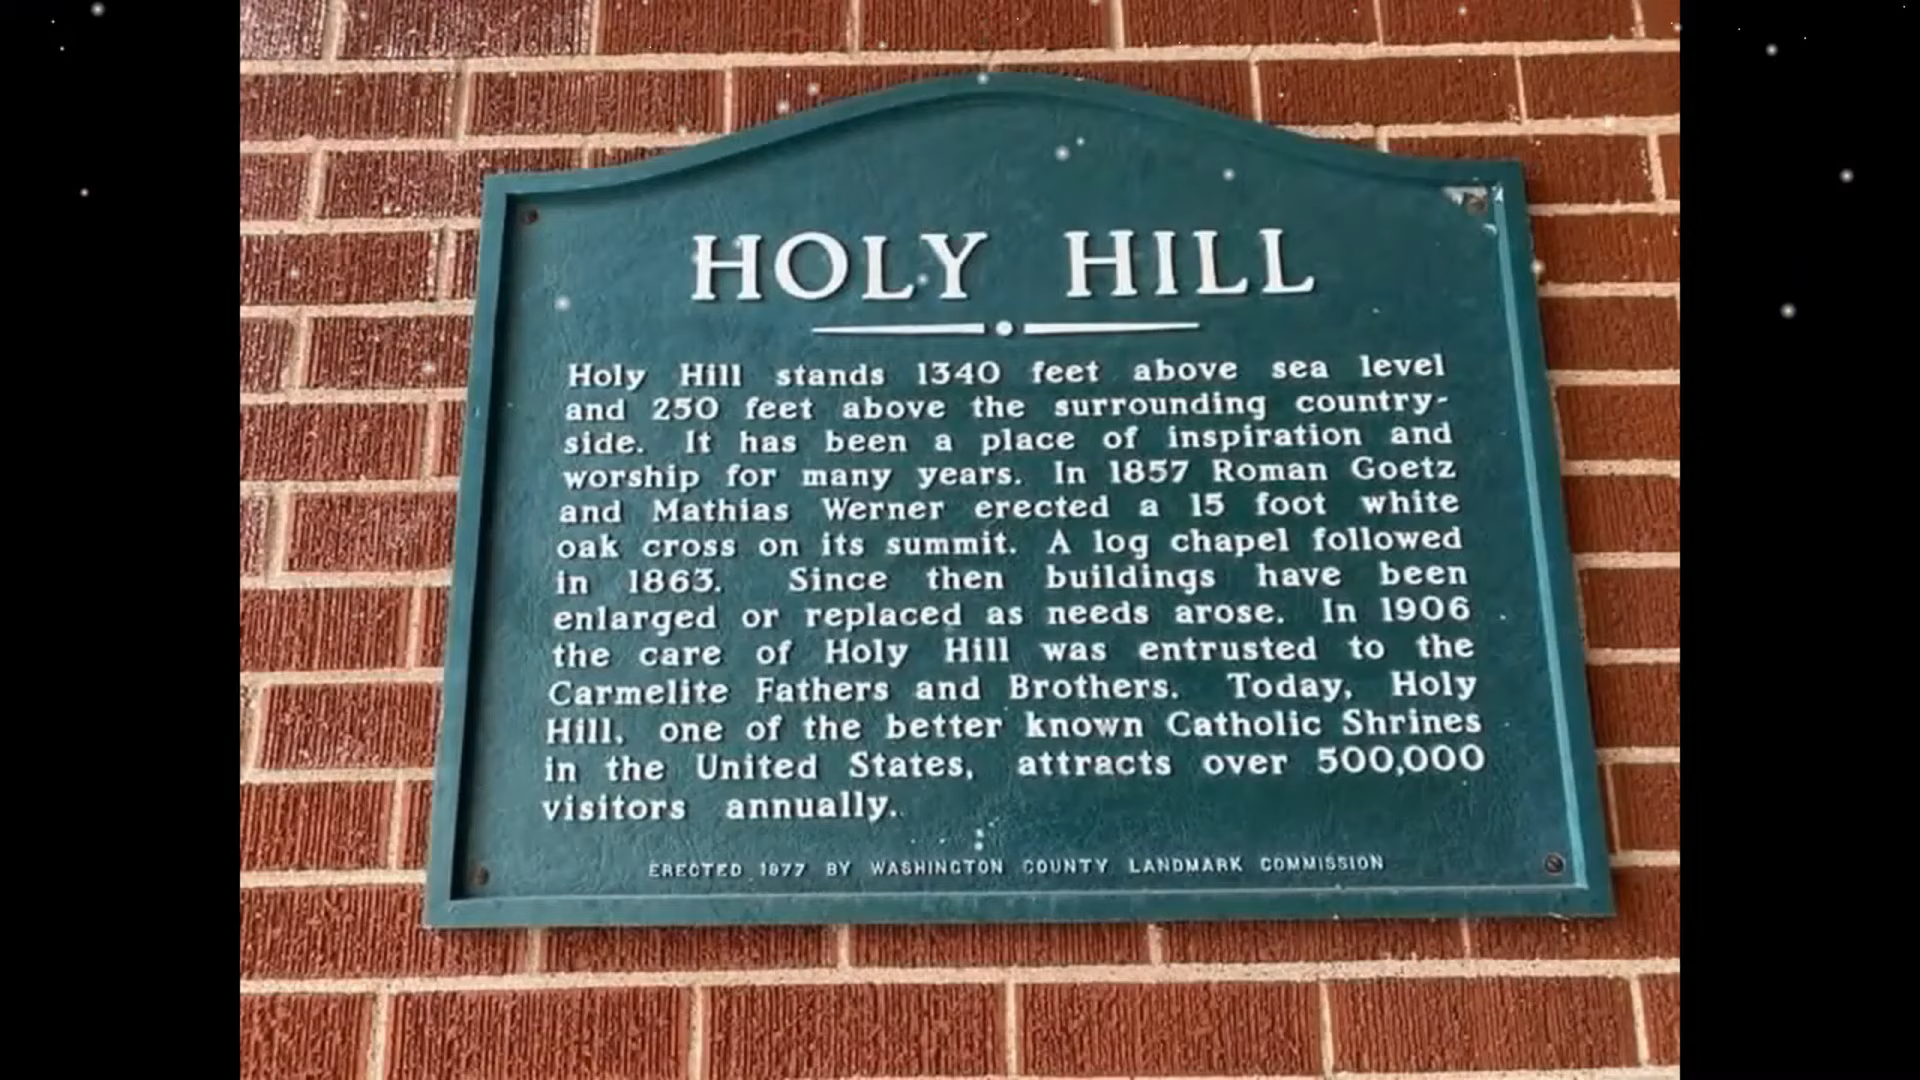 HOLY HILL
Holy Hill stands 1340 feet above sea level
and 250 feet above the surrounding country-
side. It has been a place of inspiration and
worship for many years. In 1857 Roman Goetz
and Mathias Werner erected a 15 foot white
oak cross on its summit. A log chapel followed
in 1863. Since then buildings have been
enlarged or replaced as needs arose. In 1906
the care of Holy Hill was entrusted to the
Carmelite Fathers and Brothers. Today, Holy
Hill, one of the better known Catholic Shrines
in the United States, attracts over 500,000
visitors annually.
ERECTED 1977 BY WASHINGTON COUNTY LANDMARK COMMISSION